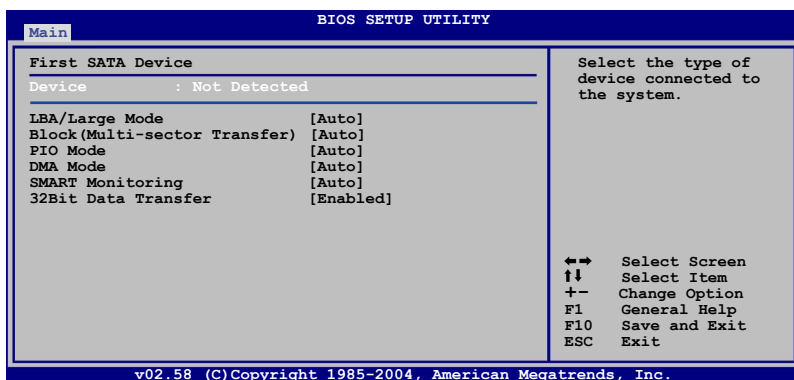 BIOS SETUP UTILITY
Main
First SATA Device
Device : Not Detected
LBA/Large Mode [Auto]
Block(Multi-sector Transfer) [Auto]
PIO Mode [Auto]
DMA Mode [Auto]
SMART Monitoring [Auto]
32Bit Data Transfer [Enabled]
Select the type of
device connected to
the system.
←→ Select Screen
↑↓ Select Item
+- Change Option
F1 General Help
F10 Save and Exit
ESC Exit
v02.58 (C)Copyright 1985-2004, American Megatrends, Inc.